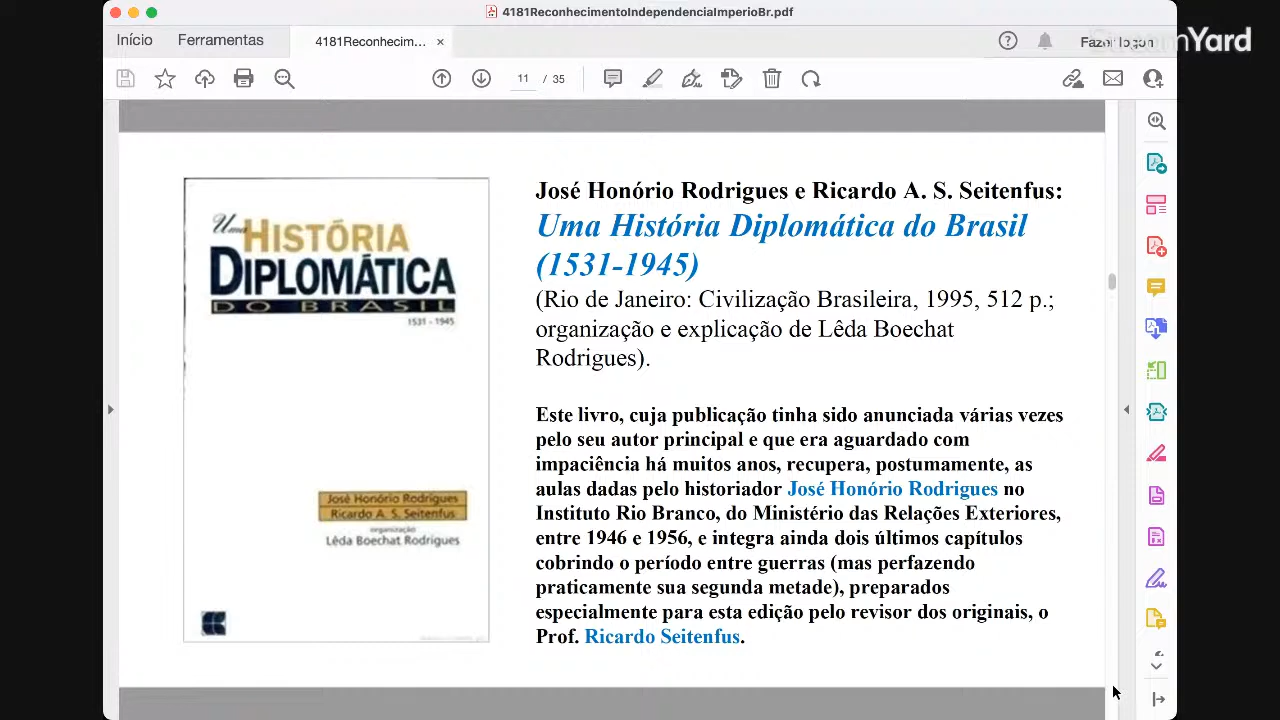 4181ReconhecimentoIndependenciaImperioBr.pdf
Início Ferramentas 4181Reconhecim... × Fazer logon
Yard
11 / 35
Uma
HISTÓRIA
DIPLOMÁTICA
DO BRASIL
1531 - 1945
José Honório Rodrigues
Ricardo A. S. Seitenfus
organização
Lêda Boechat Rodrigues
José Honório Rodrigues e Ricardo A. S. Seitenfus:
Uma História Diplomática do Brasil
(1531-1945)
(Rio de Janeiro: Civilização Brasileira, 1995, 512 p.;
organização e explicação de Lêda Boechat
Rodrigues).
Este livro, cuja publicação tinha sido anunciada várias vezes
pelo seu autor principal e que era aguardado com
impaciência há muitos anos, recupera, postumamente, as
aulas dadas pelo historiador José Honório Rodrigues no
Instituto Rio Branco, do Ministério das Relações Exteriores,
entre 1946 e 1956, e integra ainda dois últimos capítulos
cobrindo o período entre guerras (mas perfazendo
praticamente sua segunda metade), preparados
especialmente para esta edição pelo revisor dos originais, o
Prof. Ricardo Seitenfus.